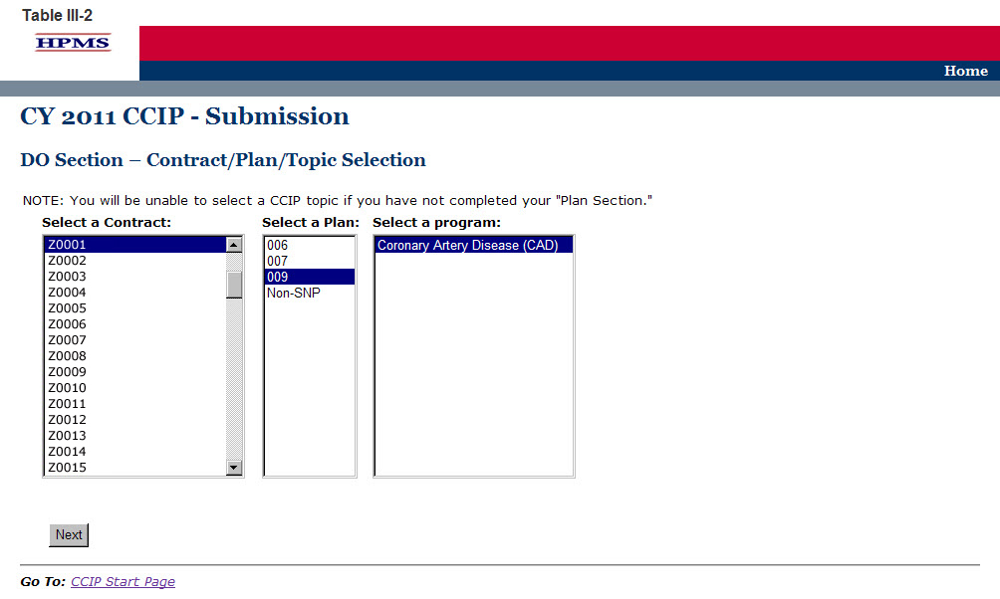 Table III-2
HPMS
Home
CY 2011 CCIP - Submission
DO Section – Contract/Plan/Topic Selection
NOTE: You will be unable to select a CCIP topic if you have not completed your "Plan Section."
Select a Contract:
Z0001
Z0002
Z0003
Z0004
Z0005
Z0006
Z0007
Z0008
Z0009
Z0010
Z0011
Z0012
Z0013
Z0014
Z0015
Select a Plan:
006
007
009
Non-SNP
Select a program:
Coronary Artery Disease (CAD)
Next
Go To: CCIP Start Page